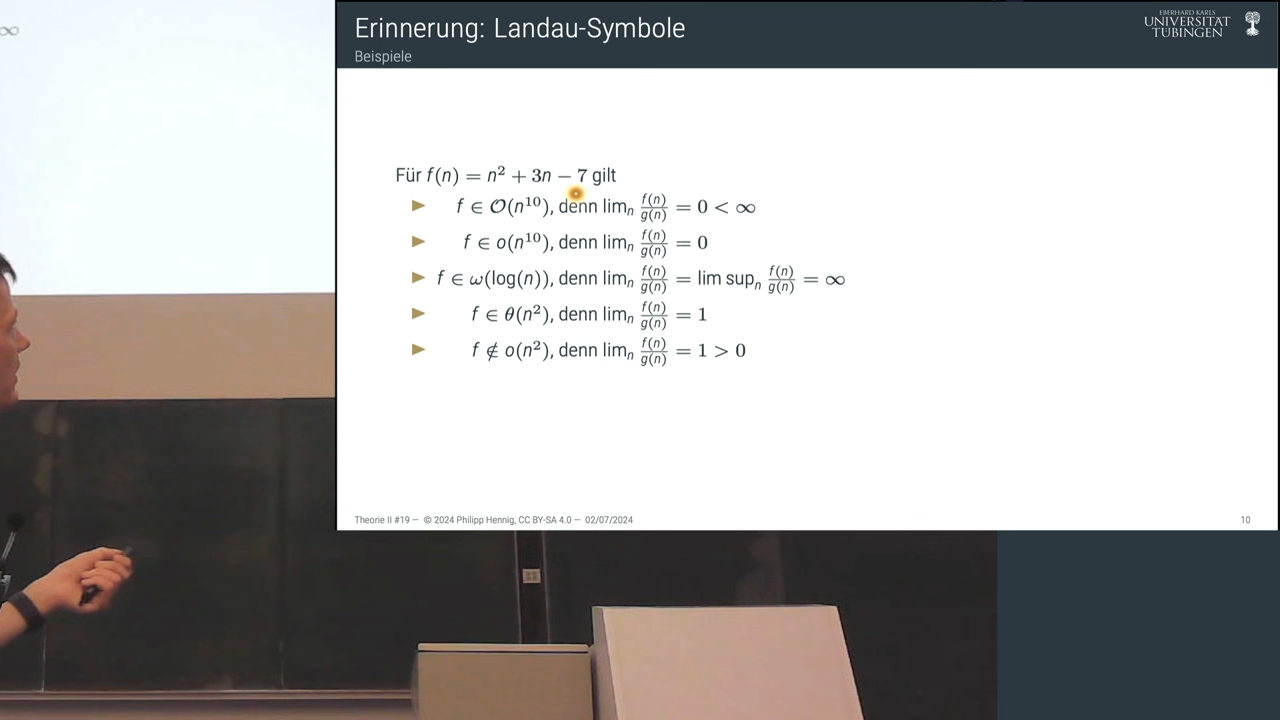 ∞
Erinnerung: Landau-Symbole
Beispiele
EBERHARD KARLS
UNIVERSITÄT
TÜBINGEN
Für f(n) = n² + 3n − 7 gilt
► f ∈ O(n¹⁰), denn limₙ f(n)/g(n) = 0 < ∞
► f ∈ o(n¹⁰), denn limₙ f(n)/g(n) = 0
► f ∈ ω(log(n)), denn limₙ f(n)/g(n) = lim supₙ f(n)/g(n) = ∞
► f ∈ θ(n²), denn limₙ f(n)/g(n) = 1
► f ∉ o(n²), denn limₙ f(n)/g(n) = 1 > 0
Theorie II #19 — © 2024 Philipp Hennig, CC BY-SA 4.0 — 02/07/2024
10